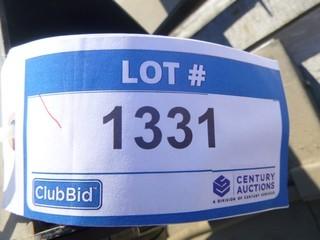 LOT #
1331
ClubBid
CENTURY
AUCTIONS
A DIVISION OF CENTURY SERVICES